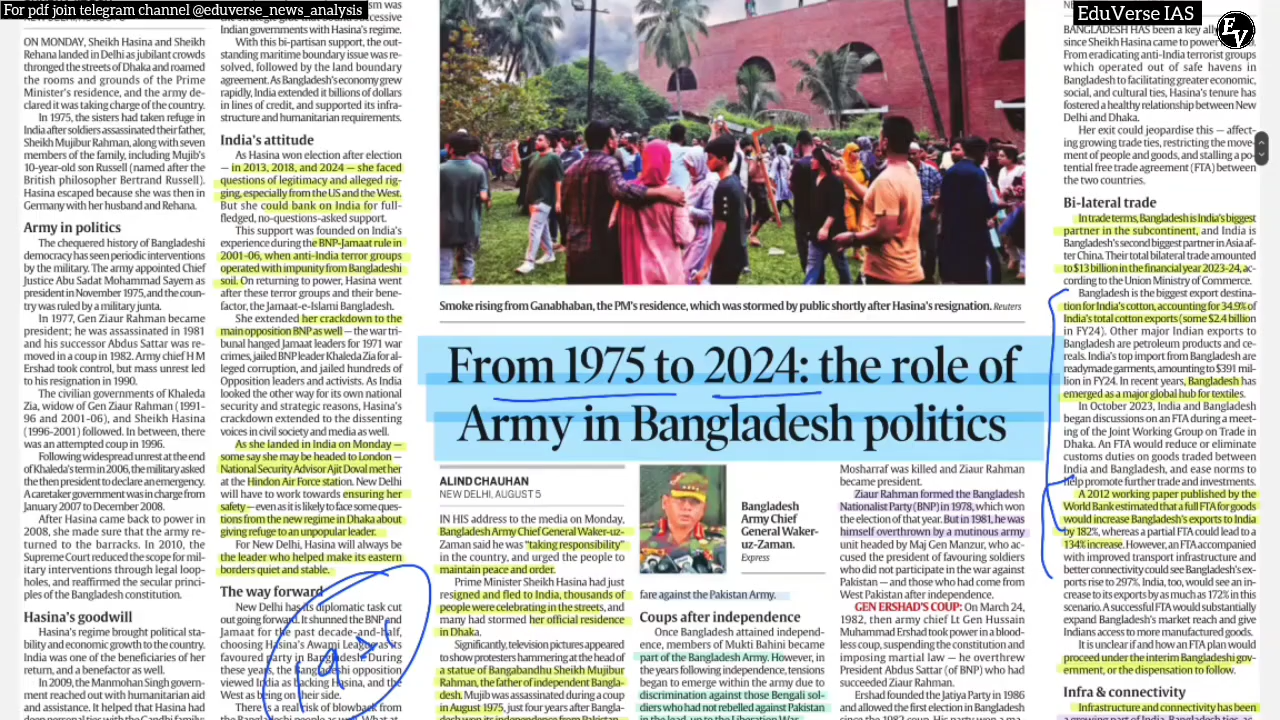 For pdf join telegram channel @eduverse_news_analysis
EduVerse IAS
EV
ON MONDAY, Sheikh Hasina and Sheikh
Rehana landed in Delhi as jubilant crowds
thronged the streets of Dhaka and roamed
the rooms and grounds of the Prime
Minister's residence, and the army de-
clared it was taking charge of the country.
In 1975, the sisters had taken refuge in
India after soldiers assassinated their father,
Sheikh Mujibur Rahman, along with seven
members of the family, including Mujib's
10-year-old son Russell (named after the
British philosopher Bertrand Russell).
Hasina escaped because she was then in
Germany with her husband and Rehana.
Army in politics
The chequered history of Bangladeshi
democracy has seen periodic interventions
by the military. The army appointed Chief
Justice Abu Sadat Mohammad Sayem as
president in November 1975, and the coun-
try was ruled by a military junta.
In 1977, Gen Ziaur Rahman became
president; he was assassinated in 1981
and his successor Abdus Sattar was re-
moved in a coup in 1982. Army chief H M
Ershad took control, but mass unrest led
to his resignation in 1990.
The civilian governments of Khaleda
Zia, widow of Gen Ziaur Rahman (1991-
96 and 2001-06), and Sheikh Hasina
(1996-2001) followed. In between, there
was an attempted coup in 1996.
Following widespread unrest at the end
of Khaleda's term in 2006, the military asked
the then president to declare an emergency.
A caretaker government was in charge from
January 2007 to December 2008.
After Hasina came back to power in
2008, she made sure that the army re-
turned to the barracks. In 2010, the
Supreme Court reduced the scope for mil-
itary interventions through legal loop-
holes, and reaffirmed the secular princi-
ples of the Bangladesh constitution.
Hasina's goodwill
Hasina's regime brought political sta-
bility and economic growth to the country.
India was one of the beneficiaries of her
return, and a benefactor as well.
In 2009, the Manmohan Singh govern-
ment reached out with humanitarian aid
and assistance. It helped that Hasina
Indian governments with Hasina's regime.
With this bi-partisan support, the out-
standing maritime boundary issue was re-
solved, followed by the land boundary
agreement. As Bangladesh's economy grew
rapidly, India extended it billions of dollars
in lines of credit, and supported its infra-
structure and humanitarian requirements.
India's attitude
As Hasina won election after election
— in 2013, 2018, and 2024 — she faced
questions of legitimacy and alleged rig-
ging, especially from the US and the West.
But she could bank on India for full-
fledged, no-questions-asked support.
This support was founded on India's
experience during the BNP-Jamaat rule in
2001-06, when anti-India terror groups
operated with impunity from Bangladeshi
soil. On returning to power, Hasina went
after these terror groups and their bene-
factor, the Jamaat-e-Islami Bangladesh.
She extended her crackdown to the
main opposition BNP as well — the war tri-
bunal hanged Jamaat leaders for 1971 war
crimes, jailed BNP leader Khaleda Zia for al-
leged corruption, and jailed hundreds of
Opposition leaders and activists. As India
looked the other way for its own national
security and strategic reasons, Hasina's
crackdown extended to the dissenting
voices in civil society and media as well.
As she landed in India on Monday —
some say she may be headed to London —
National Security Advisor Ajit Doval met her
at the Hindon Air Force station. New Delhi
will have to work towards ensuring her
safety — even as it is likely to face some ques-
tions from the new regime in Dhaka about
giving refuge to an unpopular leader.
For New Delhi, Hasina will always be
the leader who helped make its eastern
borders quiet and stable.
The way forward
New Delhi has its diplomatic task cut
out going forward. It shunned the BNP and
Jamaat for the past decade-and-half,
choosing Hasina's Awami League as its
favoured party in Bangladesh. During
these years, the Bangladesh opposition
viewed India as backing Hasina, and the
West as being on their side.
There is a real risk of blowback from
Smoke rising from Ganabhaban, the PM's residence, which was stormed by public shortly after Hasina's resignation. Reuters
From 1975 to 2024: the role of
Army in Bangladesh politics
ALIND CHAUHAN
NEW DELHI, AUGUST 5
IN HIS address to the media on Monday,
Bangladesh Army Chief General Waker-uz-
Zaman said he was "taking responsibility"
in the country, and urged the people to
maintain peace and order.
Prime Minister Sheikh Hasina had just
resigned and fled to India, thousands of
people were celebrating in the streets, and
many had stormed her official residence
in Dhaka.
Significantly, television pictures appeared
to show protesters hammering at the head of
a statue of Bangabandhu Sheikh Mujibur
Rahman, the father of independent Bangla-
desh. Mujib was assassinated during a coup
in August 1975, just four years after Bangla-
desh won its independence from Pakistan.
Bangladesh
Army Chief
General Waker-
uz-Zaman.
Express
fare against the Pakistan Army.
Coups after independence
Once Bangladesh attained independ-
ence, members of Mukti Bahini became
part of the Bangladesh Army. However, in
the years following independence, tensions
began to emerge within the army due to
discrimination against those Bengali sol-
diers who had not rebelled against Pakistan
in the lead-up to the Liberation War.
Mosharraf was killed and Ziaur Rahman
became president.
Ziaur Rahman formed the Bangladesh
Nationalist Party (BNP) in 1978, which won
the election of that year. But in 1981, he was
himself overthrown by a mutinous army
unit headed by Maj Gen Manzur, who ac-
cused the president of favouring soldiers
who did not participate in the war against
Pakistan — and those who had come from
West Pakistan after independence.
GEN ERSHAD'S COUP: On March 24,
1982, then army chief Lt Gen Hussain
Muhammad Ershad took power in a blood-
less coup, suspending the constitution and
imposing martial law — he overthrew
President Abdus Sattar (of BNP) who had
succeeded Ziaur Rahman.
Ershad founded the Jatiya Party in 1986
and allowed the first election in Bangladesh
BANGLADESH HAS been a key ally
since Sheikh Hasina came to power
From eradicating anti-India terrorist groups
which operated out of safe havens in
Bangladesh to facilitating greater economic,
social, and cultural ties, Hasina's tenure has
fostered a healthy relationship between New
Delhi and Dhaka.
Her exit could jeopardise this — affect-
ing growing trade ties, restricting the move-
ment of people and goods, and stalling a po-
tential free trade agreement (FTA) between
the two countries.
Bi-lateral trade
In trade terms, Bangladesh is India's biggest
partner in the subcontinent, and India is
Bangladesh's second biggest partner in Asia af-
ter China. Their total bilateral trade amounted
to $13 billion in the financial year 2023-24, ac-
cording to the Union Ministry of Commerce.
Bangladesh is the biggest export destina-
tion for India's cotton, accounting for 34.9% of
India's total cotton exports (some $2.4 billion
in FY24). Other major Indian exports to
Bangladesh are petroleum products and ce-
reals. India's top import from Bangladesh are
readymade garments, amounting to $391 mil-
lion in FY24. In recent years, Bangladesh has
emerged as a major global hub for textiles.
In October 2023, India and Bangladesh
began discussions on an FTA during a meet-
ing of the Joint Working Group on Trade in
Dhaka. An FTA would reduce or eliminate
customs duties on goods traded between
India and Bangladesh, and ease norms to
help promote further trade and investments.
A 2012 working paper published by the
World Bank estimated that a full FTA for goods
would increase Bangladesh's exports to India
by 182%, whereas a partial FTA could lead to a
134% increase. However, an FTA accompanied
with improved transport infrastructure and
better connectivity could see Bangladesh's ex-
ports rise to 297%. India, too, would see an in-
crease to its exports by as much as 172% in this
scenario. A successful FTA would substantially
expand Bangladesh's market reach and give
Indians access to more manufactured goods.
It is unclear if and how an FTA plan would
proceed under the interim Bangladesh govern-
ment, or the dispensation to follow.
Infra & connectivity
Infrastructure and connectivity has been